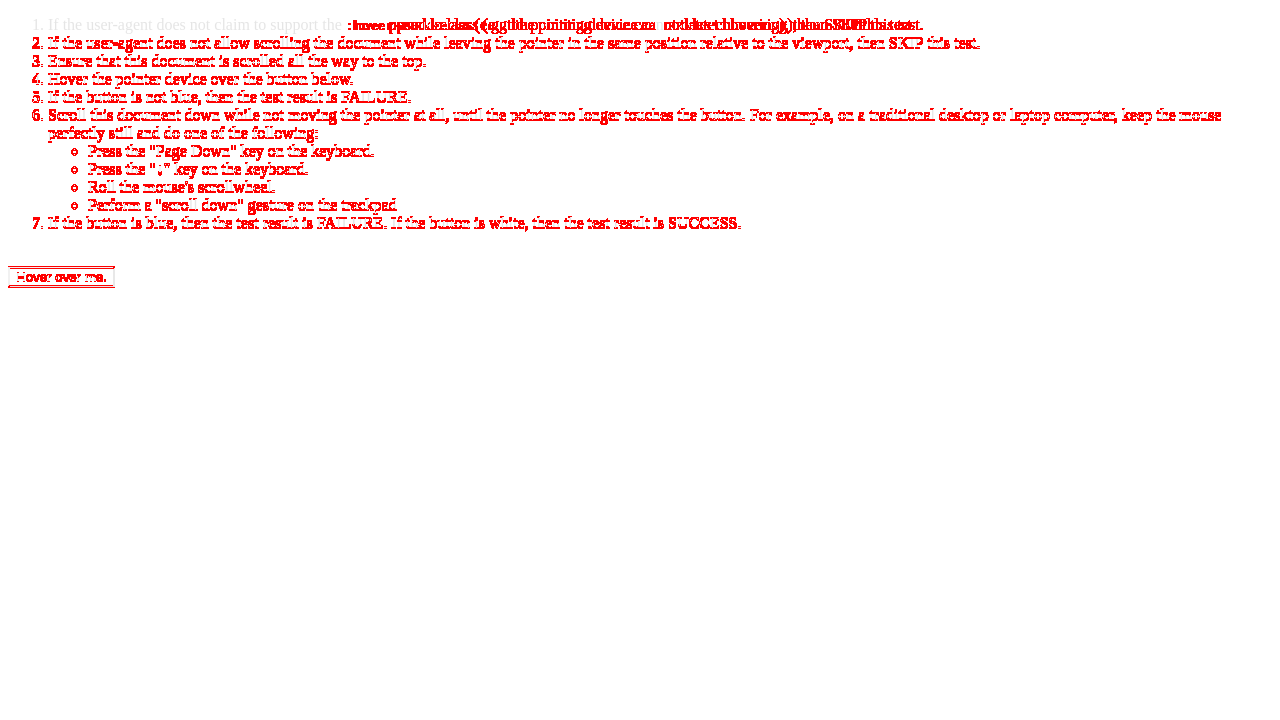 1. If the user-agent does not claim to support the :hover pseudo-class (e.g. the pointing device can not detect hovering), then SKIP this test.
2. If the user-agent does not allow scrolling the document while leaving the pointer in the same position relative to the viewport, then SKIP this test.
3. Ensure that this document is scrolled all the way to the top.
4. Hover the pointer device over the button below.
5. If the button is not blue, then the test result is FAILURE.
6. Scroll this document down while not moving the pointer at all, until the pointer no longer touches the button. For example, on a traditional desktop or laptop computer, keep the mouse
perfectly still and do one of the following:
Press the "Page Down" key on the keyboard.
Press the "↓" key on the keyboard.
Roll the mouse's scrollwheel.
Perform a "scroll down" gesture on the trackpad
7. If the button is blue, then the test result is FAILURE. If the button is white, then the test result is SUCCESS.
Hover over me.